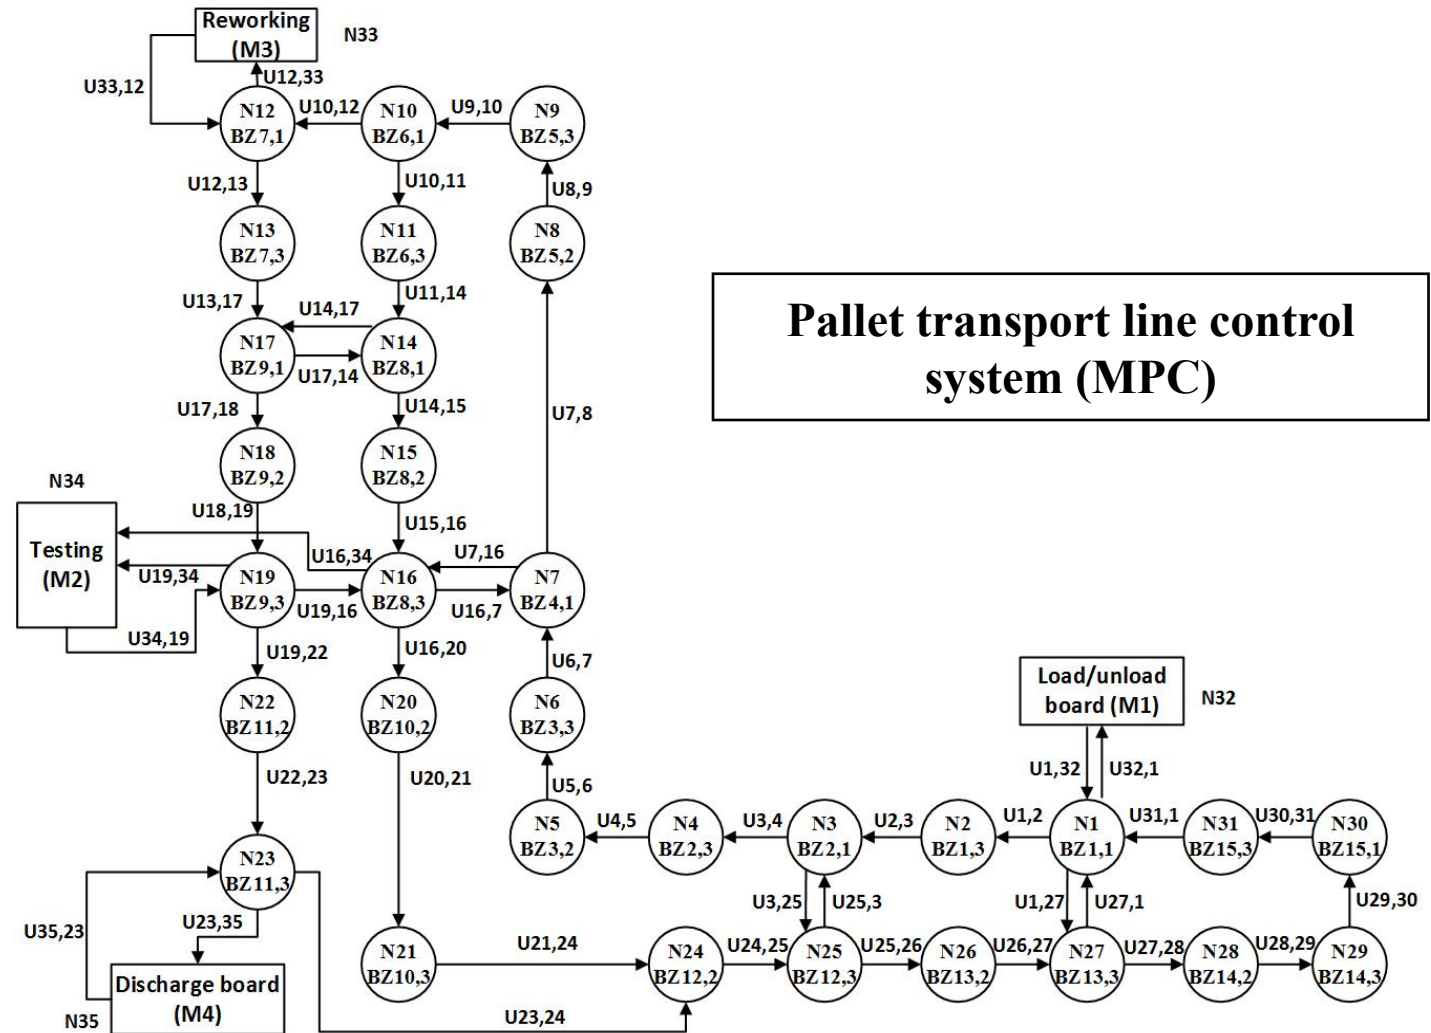 Reworking
(M3)
N33
U33,12
U12,33
N12
BZ7,1
U10,12
N10
BZ6,1
U9,10
N9
BZ5,3
U12,13
U10,11
U8,9
N13
BZ7,3
N11
BZ6,3
N8
BZ5,2
U13,17
U14,17
U11,14
N17
BZ9,1
U17,14
N14
BZ8,1
Pallet transport line control
system (MPC)
U17,18
U14,15
U7,8
N18
BZ9,2
N15
BZ8,2
N34
U18,19
U15,16
Testing
(M2)
U16,34
U7,16
U19,34
N19
BZ9,3
U19,16
N16
BZ8,3
U16,7
N7
BZ4,1
U34,19
U19,22
U16,20
U6,7
N22
BZ11,2
N20
BZ10,2
N6
BZ3,3
Load/unload
board (M1)
N32
U22,23
U20,21
U5,6
U1,32
U32,1
N5
BZ3,2
U4,5
N4
BZ2,3
U3,4
N3
BZ2,1
U2,3
N2
BZ1,3
U1,2
N1
BZ1,1
U31,1
N31
BZ15,3
U30,31
N30
BZ15,1
N23
BZ11,3
U35,23
U23,35
U3,25
U25,3
U1,27
U27,1
U29,30
N21
BZ10,3
U21,24
N24
BZ12,2
U24,25
N25
BZ12,3
U25,26
N26
BZ13,2
U26,27
N27
BZ13,3
U27,28
N28
BZ14,2
U28,29
N29
BZ14,3
Discharge board
(M4)
N35
U23,24